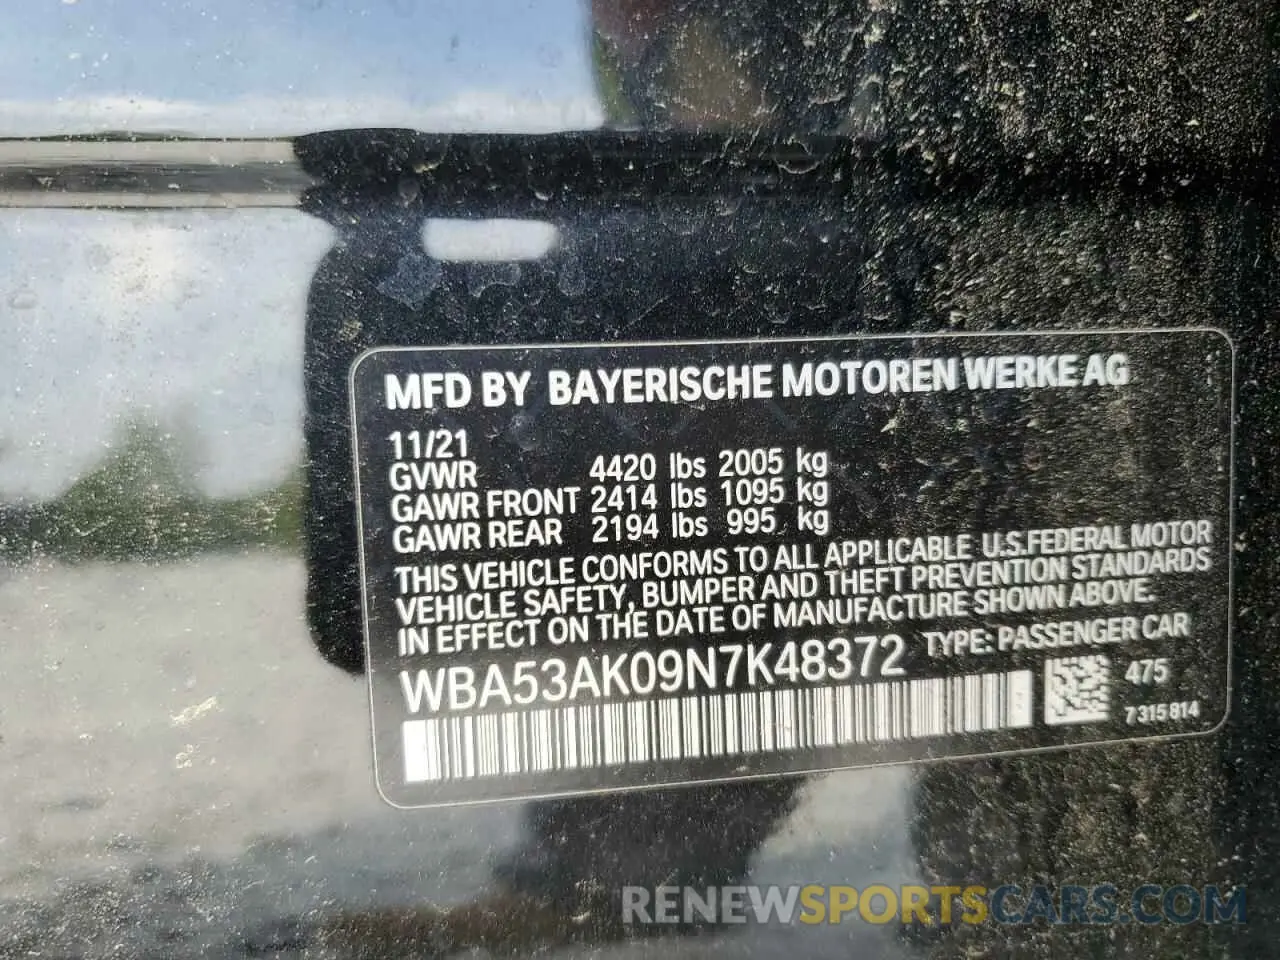 MFD BY BAYERISCHE MOTOREN WERKE AG
11/21
GVWR 4420 lbs 2005 kg
GAWR FRONT 2414 lbs 1095 kg
GAWR REAR 2194 lbs 995 kg
THIS VEHICLE CONFORMS TO ALL APPLICABLE U.S.FEDERAL MOTOR
VEHICLE SAFETY, BUMPER AND THEFT PREVENTION STANDARDS
IN EFFECT ON THE DATE OF MANUFACTURE SHOWN ABOVE.
WBA53AK09N7K48372 TYPE: PASSENGER CAR
475
7 315 814
RENEWSPORTSCARS.COM